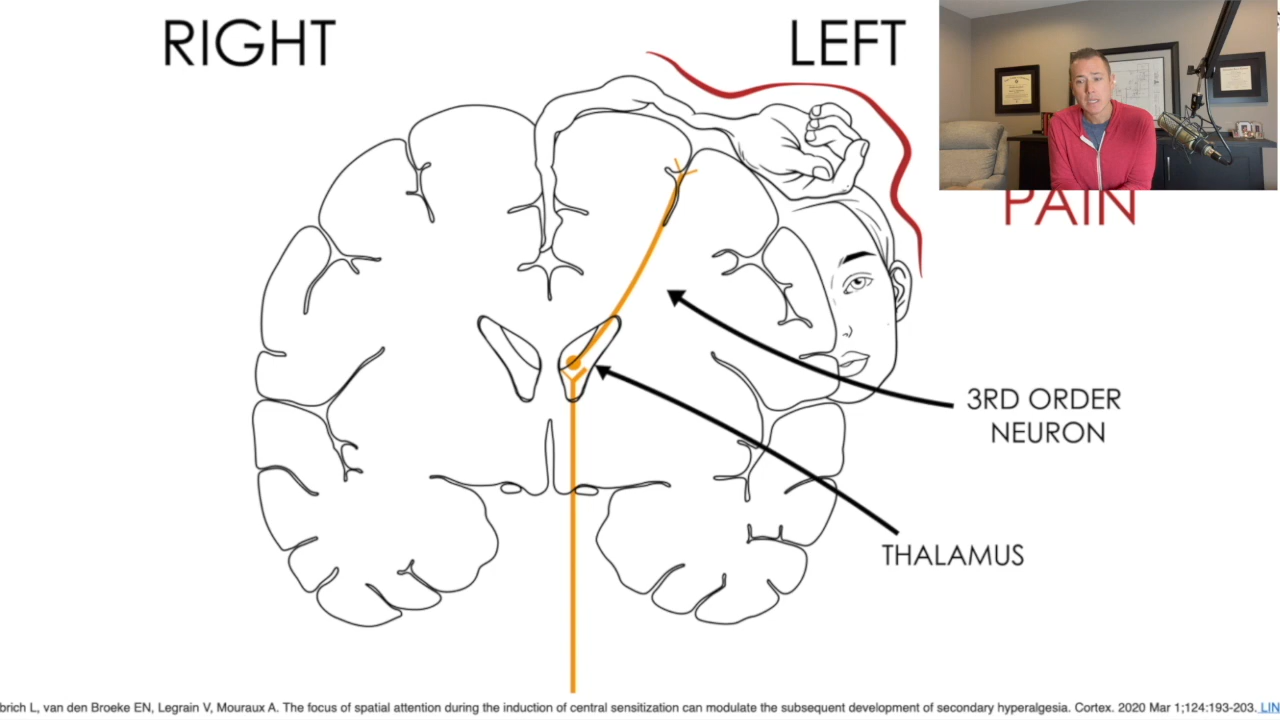 RIGHT
LEFT
PAIN
3RD ORDER
NEURON
THALAMUS
L, van den Broeke EN, Legrain V, Mouraux A. The focus of spatial attention during the induction of central sensitization can modulate the subsequent development of secondary hyperalgesia. Cortex. 2020 Mar 1;124:193-203.